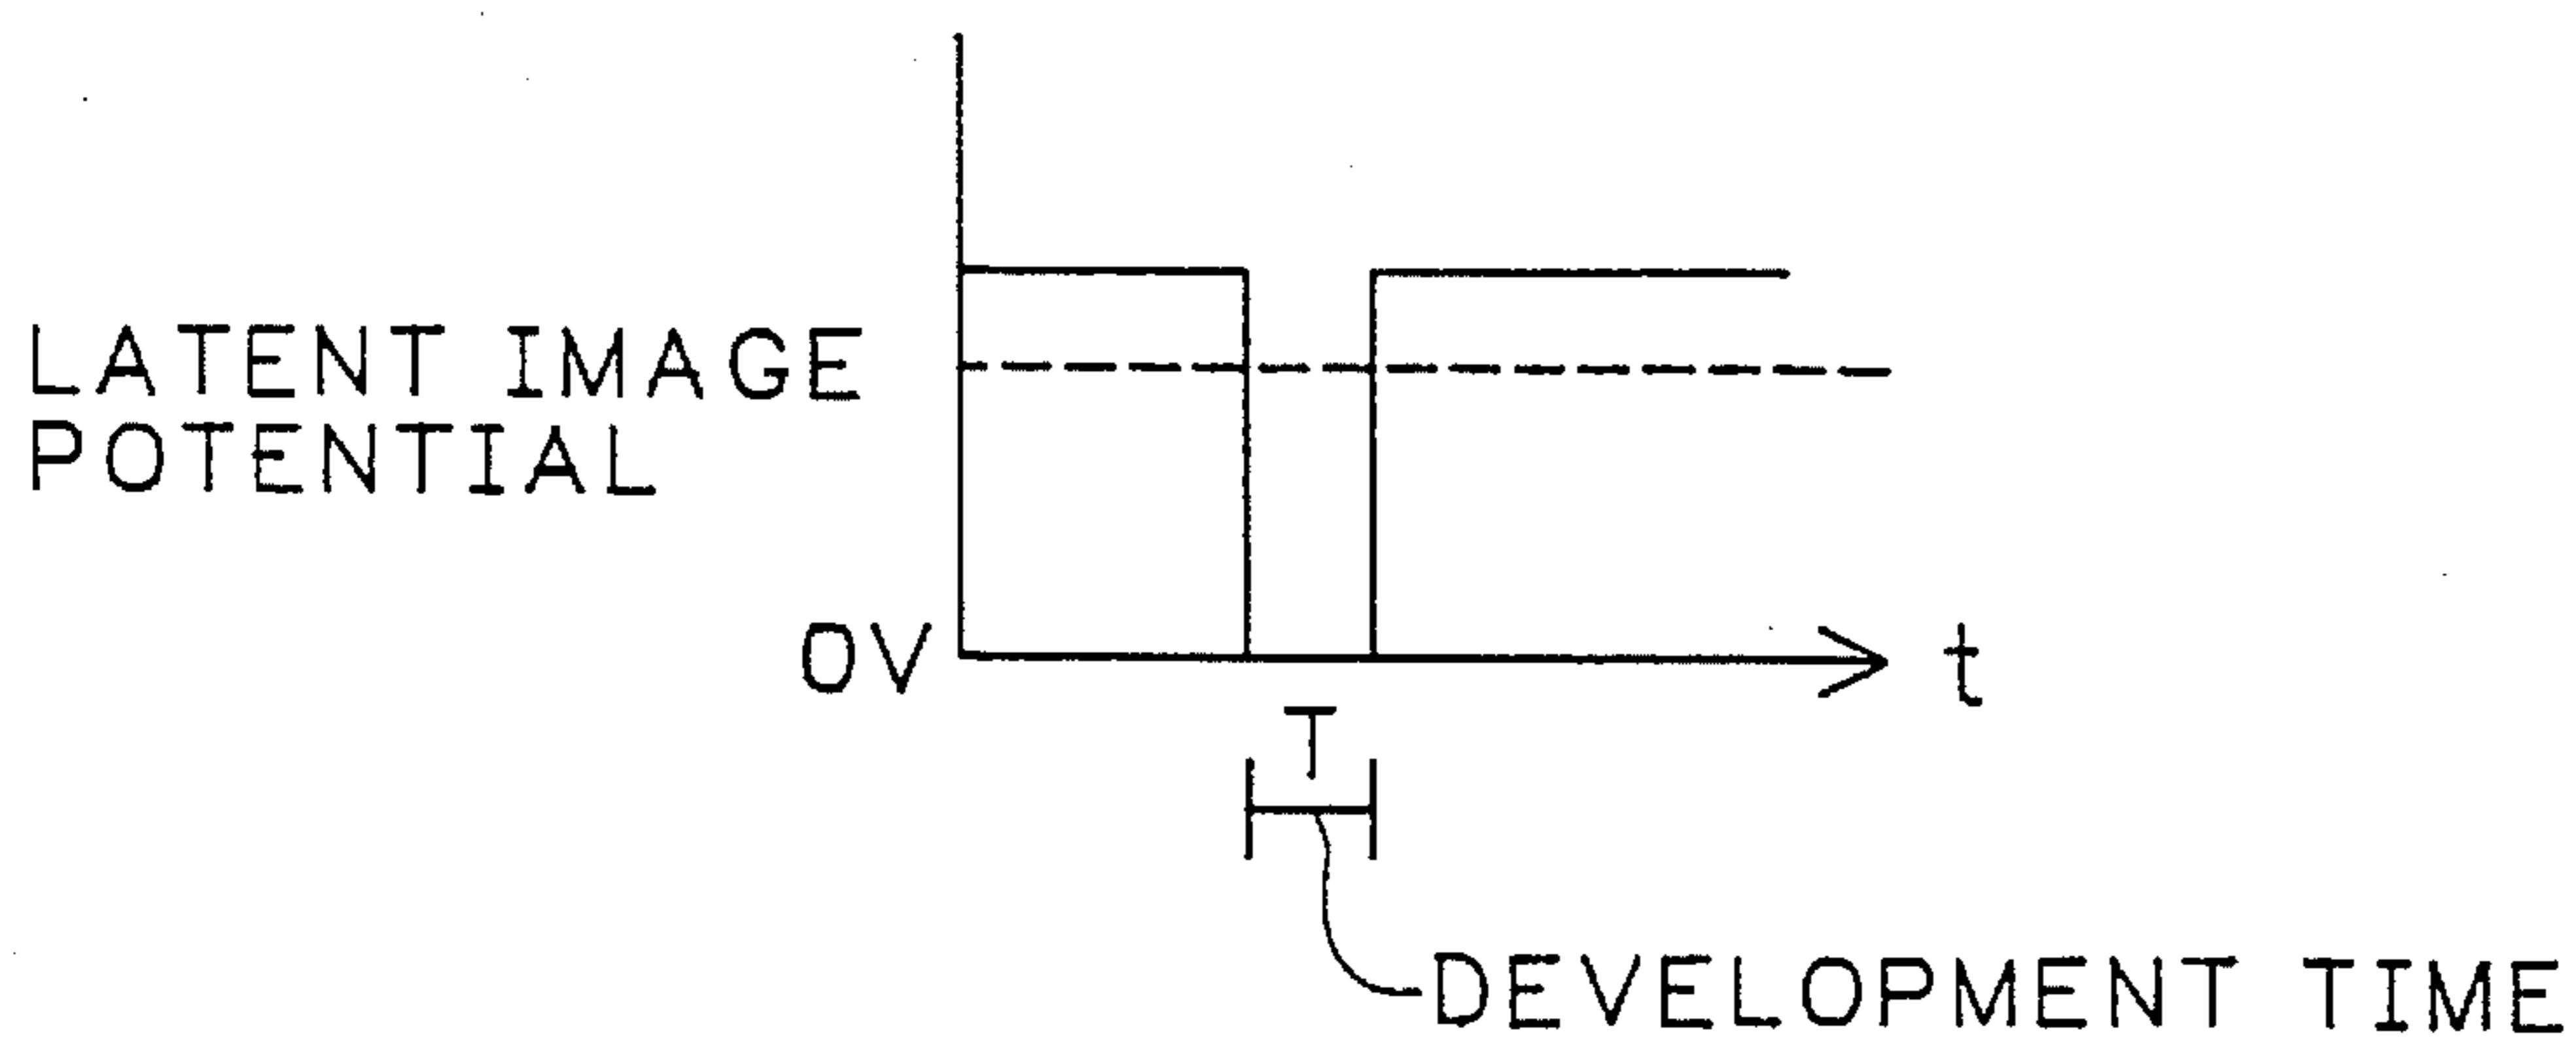 LATENT IMAGE
POTENTIAL
0V
t
T
DEVELOPMENT TIME